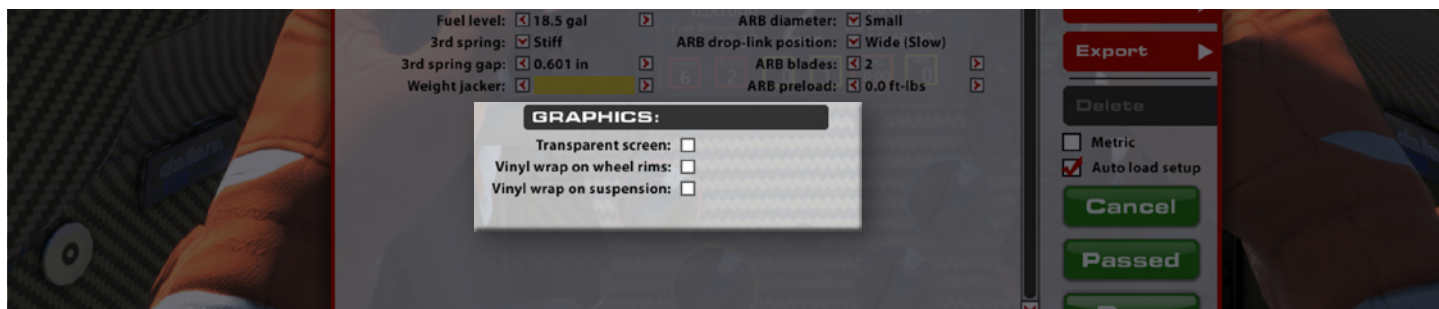 Fuel level: 18.5 gal
3rd spring: Stiff
3rd spring gap: 0.601 in
Weight jacker:
ARB diameter: Small
ARB drop-link position: Wide (Slow)
ARB blades: 2
ARB preload: 0.0 ft-lbs
GRAPHICS:
Transparent screen:
Vinyl wrap on wheel rims:
Vinyl wrap on suspension:
Export
Delete
Metric
Auto load setup
Cancel
Passed
dallara